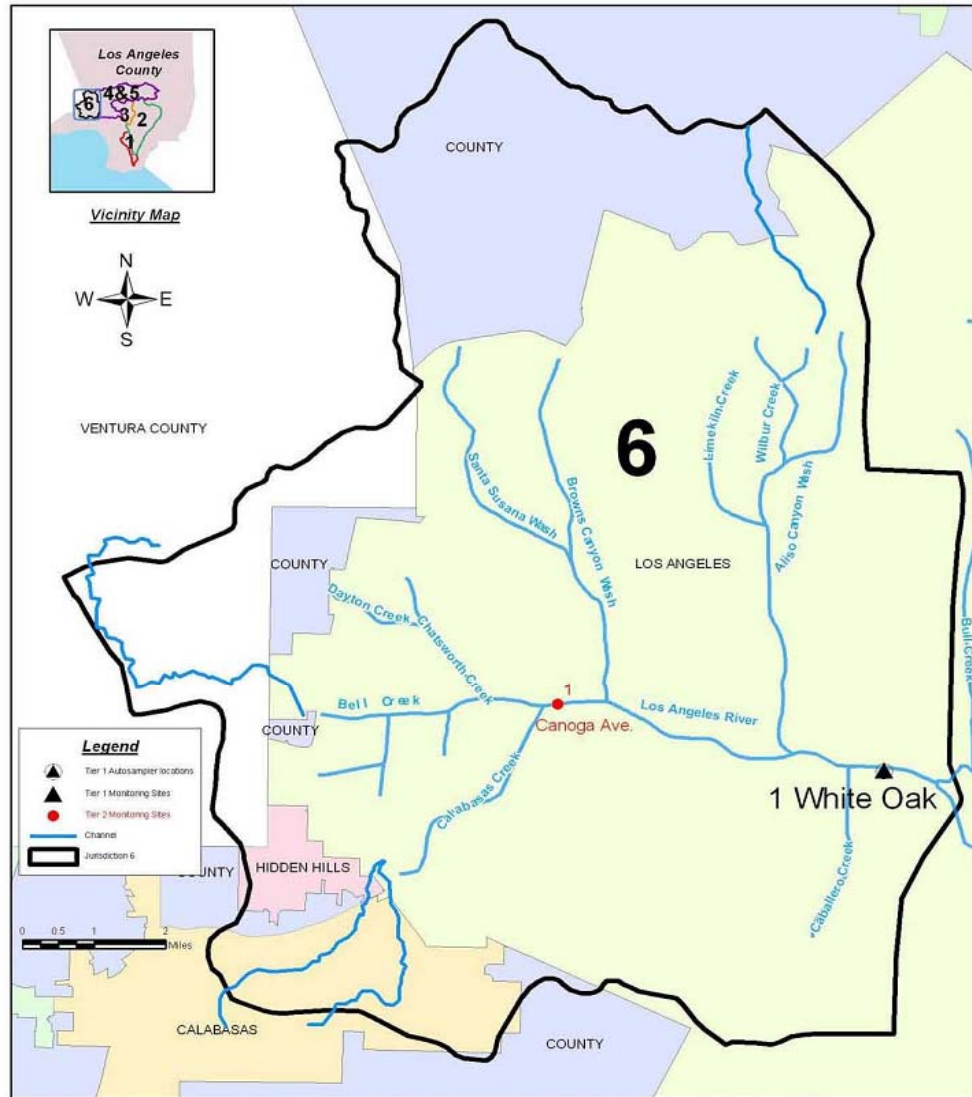 Los Angeles
County
4&5
6
3
2
1
Vicinity Map
N
W
E
S
COUNTY
VENTURA COUNTY
6
Limekiln Creek
Wilbur Creek
Aliso Canyon Wash
Santa Susana Wash
Browns Canyon Wash
LOS ANGELES
COUNTY
Dayton Creek
Chatsworth Creek
Bell Creek
1
Canoga Ave.
Los Angeles River
Bull Creek
COUNTY
Calabasas Creek
1 White Oak
Caballero Creek
Legend
Tier 1 Autosampler locations
Tier 1 Monitoring Sites
Tier 2 Monitoring Sites
Channel
Jurisdiction 6
COUNTY
HIDDEN HILLS
0 0.5 1 2
Miles
CALABASAS
COUNTY